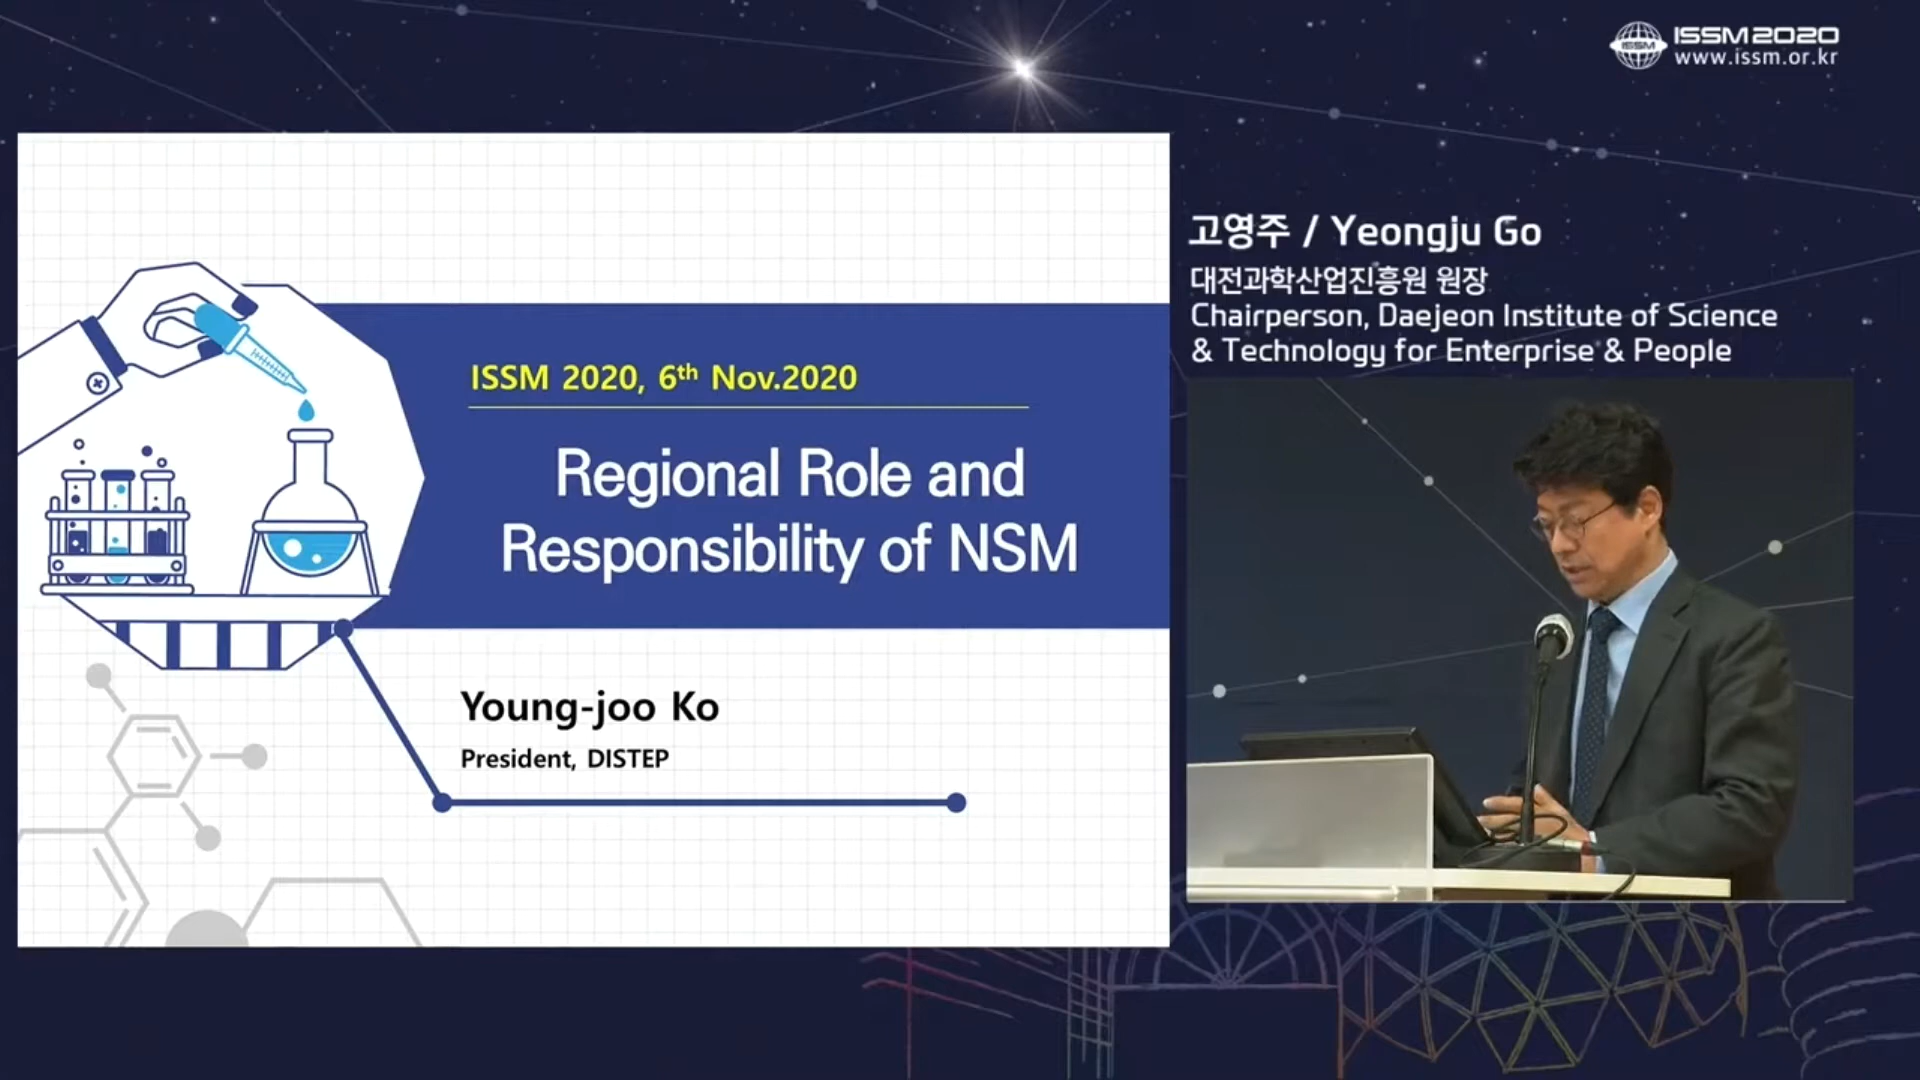 ISSM
ISSM2020
www.issm.or.kr
고영주 / Yeongju Go
대전과학산업진흥원 원장
Chairperson, Daejeon Institute of Science
& Technology for Enterprise & People
ISSM 2020, 6th Nov.2020
Regional Role and
Responsibility of NSM
Young-joo Ko
President, DISTEP